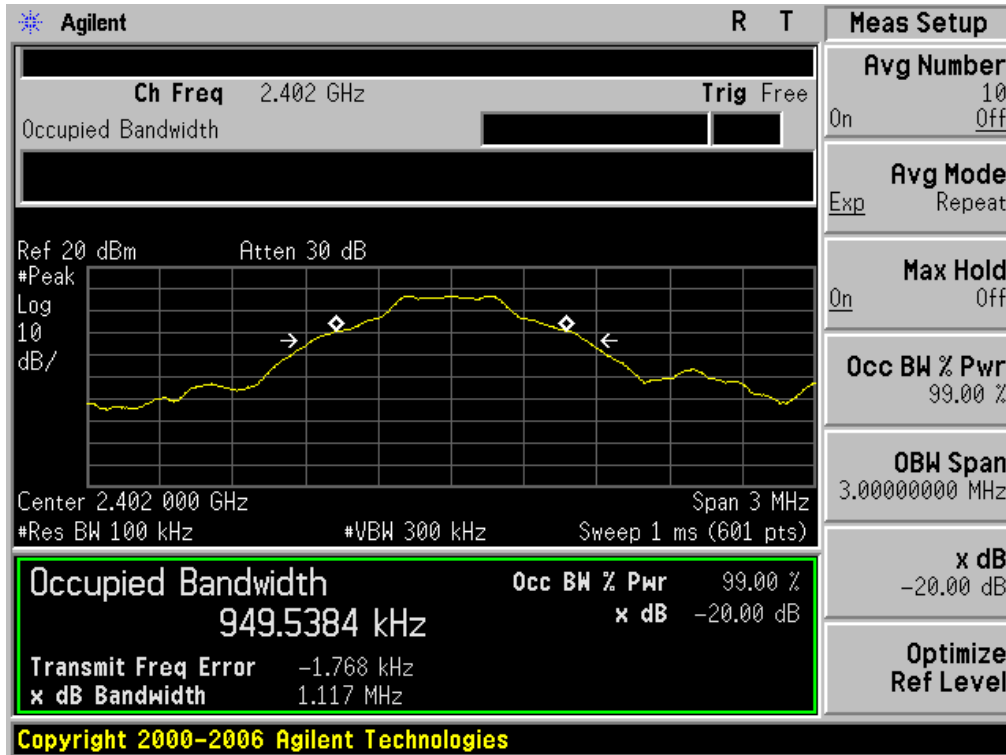 Agilent R T
Ch Freq 2.402 GHz Trig Free
Occupied Bandwidth
Ref 20 dBm Atten 30 dB
#Peak
Log
10
dB/
Center 2.402 000 GHz Span 3 MHz
#Res BW 100 kHz #VBW 300 kHz Sweep 1 ms (601 pts)
Occupied Bandwidth
949.5384 kHz
Occ BW % Pwr 99.00 %
x dB -20.00 dB
Transmit Freq Error -1.768 kHz
x dB Bandwidth 1.117 MHz
Copyright 2000-2006 Agilent Technologies
Meas Setup
Avg Number
10
On Off
Avg Mode
Exp Repeat
Max Hold
On Off
Occ BW % Pwr
99.00 %
OBW Span
3.00000000 MHz
x dB
-20.00 dB
Optimize
Ref Level